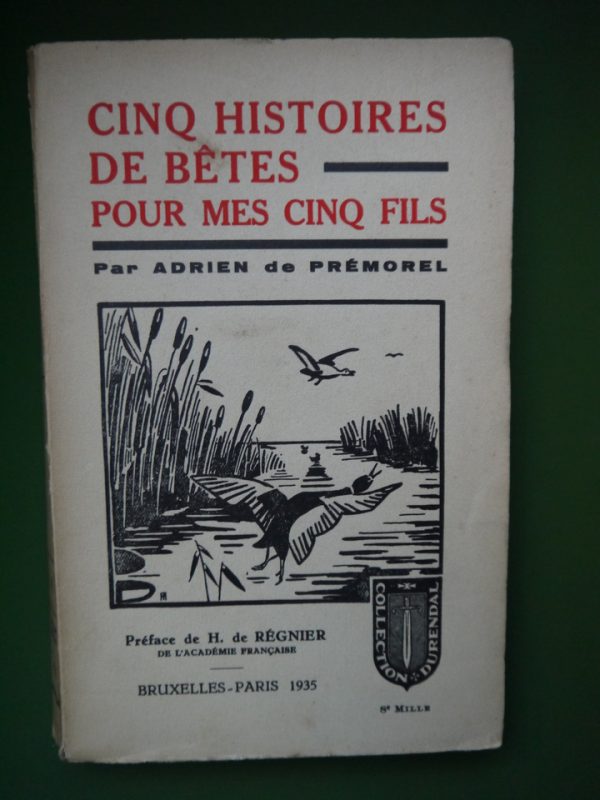 CINQ HISTOIRES
DE BÊTES
POUR MES CINQ FILS
Par ADRIEN de PRÉMOREL
Préface de H. de RÉGNIER
DE L'ACADÉMIE FRANÇAISE
BRUXELLES-PARIS 1935
COLLECTION DURENDAL
8e MILLE